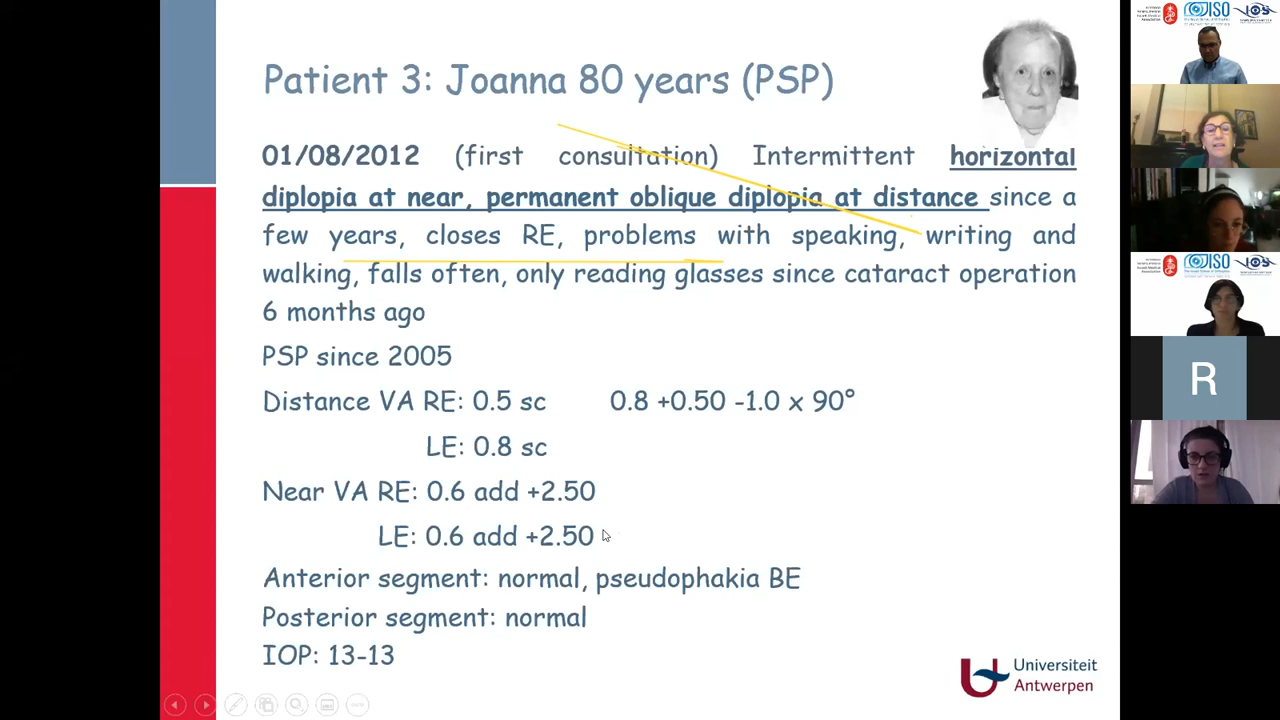 Patient 3: Joanna 80 years (PSP)
01/08/2012 (first consultation) Intermittent horizontal
diplopia at near, permanent oblique diplopia at distance since a
few years, closes RE, problems with speaking, writing and
walking, falls often, only reading glasses since cataract operation
6 months ago
PSP since 2005
Distance VA RE: 0.5 sc 0.8 +0.50 -1.0 x 90°
LE: 0.8 sc
Near VA RE: 0.6 add +2.50
LE: 0.6 add +2.50
Anterior segment: normal, pseudophakia BE
Posterior segment: normal
IOP: 13-13
Universiteit
Antwerpen
ISO
IOS
ISO
IOS
R